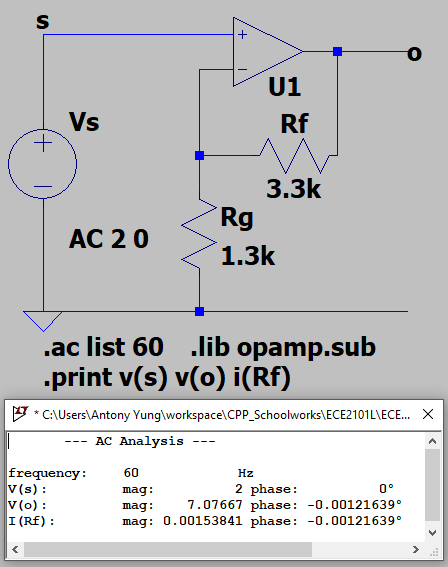 s
+
−
o
U1
Vs
+
−
Rf
3.3k
Rg
AC 2 0
1.3k
.ac list 60 .lib opamp.sub
.print v(s) v(o) i(Rf)
* C:\Users\Antony Yung\workspace\CPP_Schoolworks\ECE2101L\ECE...
--- AC Analysis ---
frequency: 60 Hz
V(s): mag: 2 phase: 0°
V(o): mag: 7.07667 phase: -0.00121639°
I(Rf): mag: 0.00153841 phase: -0.00121639°